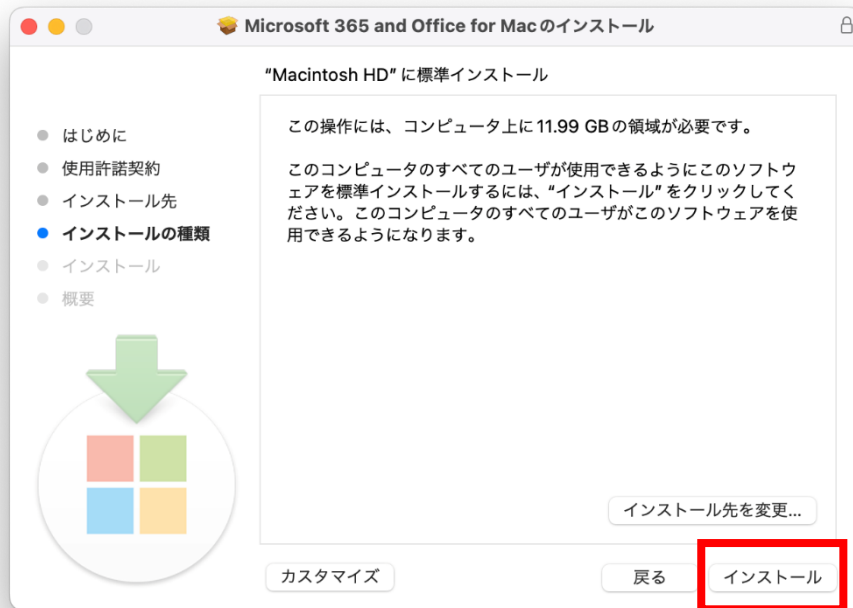 Microsoft 365 and Office for Macのインストール
“Macintosh HD” に標準インストール
はじめに
使用許諾契約
インストール先
インストールの種類
インストール
概要
この操作には、コンピュータ上に11.99 GBの領域が必要です。
このコンピュータのすべてのユーザが使用できるようにこのソフトウ
ェアを標準インストールするには、“インストール” をクリックしてく
ださい。このコンピュータのすべてのユーザがこのソフトウェアを使
用できるようになります。
インストール先を変更...
カスタマイズ
戻る
インストール